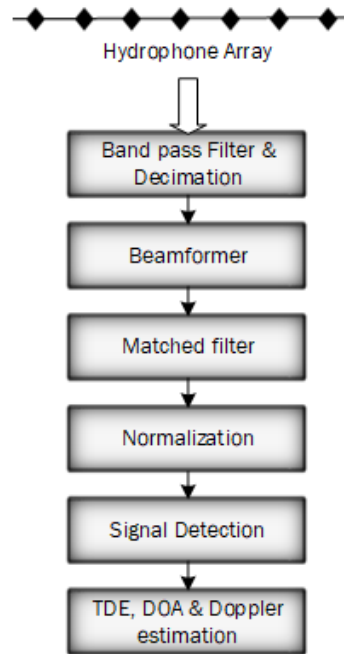 Hydrophone Array
Band pass Filter &
Decimation
Beamformer
Matched filter
Normalization
Signal Detection
TDE, DOA & Doppler
estimation